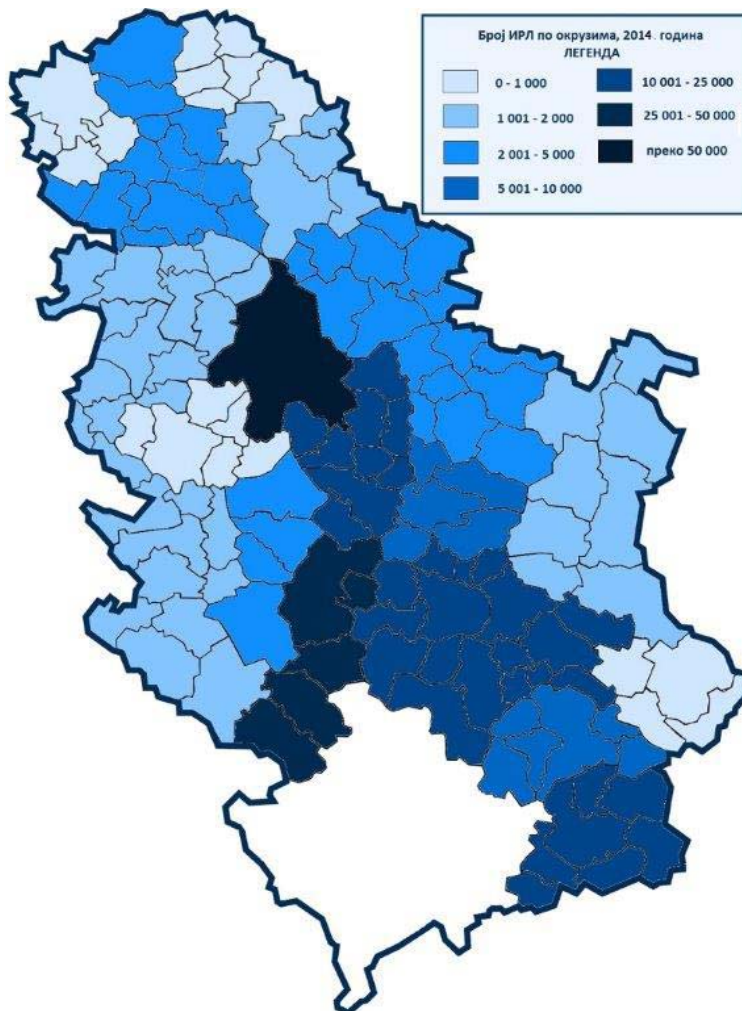 Број ИРЛ по окрузима, 2014. година
ЛЕГЕНДА
0 - 1 000
1 001 - 2 000
2 001 - 5 000
5 001 - 10 000
10 001 - 25 000
25 001 - 50 000
преко 50 000